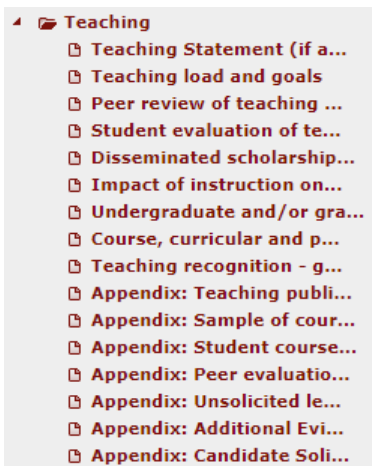 Teaching
Teaching Statement (if a...
Teaching load and goals
Peer review of teaching ...
Student evaluation of te...
Disseminated scholarship...
Impact of instruction on...
Undergraduate and/or gra...
Course, curricular and p...
Teaching recognition - g...
Appendix: Teaching publi...
Appendix: Sample of cour...
Appendix: Student course...
Appendix: Peer evaluatio...
Appendix: Unsolicited le...
Appendix: Additional Evi...
Appendix: Candidate Soli...